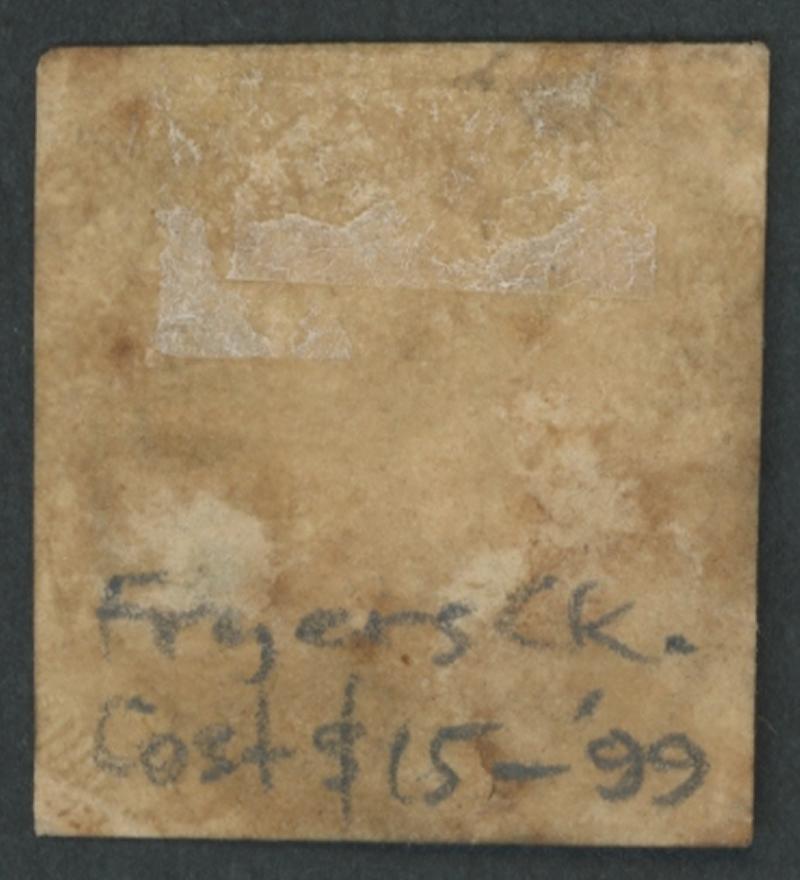 Fryers Ck.
Cost $15 - '99